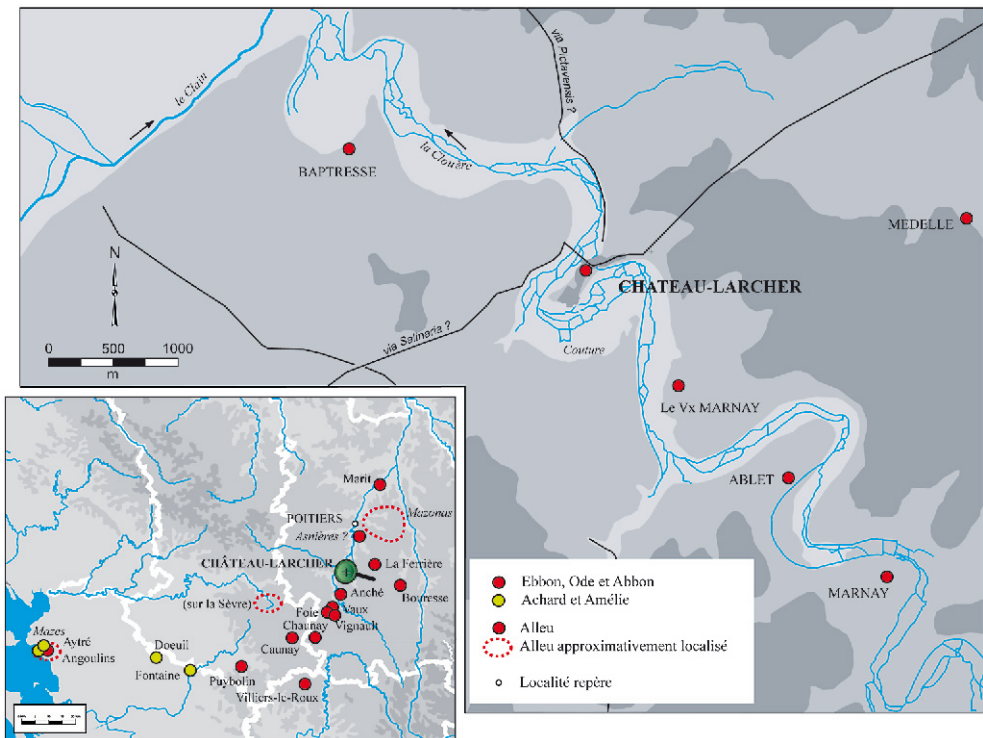 le Clain
via Pictavensis ?
la Clouère
BAPTRESSE
MEDELLE
N
CHATEAU-LARCHER
0 500 1000
m
via Salinaria ?
Couture
Le Vx MARNAY
ABLET
MARNAY
Marit
Mazonas
POITIERS
Asnières ?
CHÂTEAU-LARCHER
La Ferrière
Anché
Bouresse
(sur la Sèvre)
Vaux
Foie
Vignault
Chaunay
Caunay
Mazes
Aytré
Angoulins
Doeuil
Fontaine
Puybolin
Villiers-le-Roux
Ebbon, Ode et Abbon
Achard et Amélie
Alleu
Alleu approximativement localisé
Localité repère